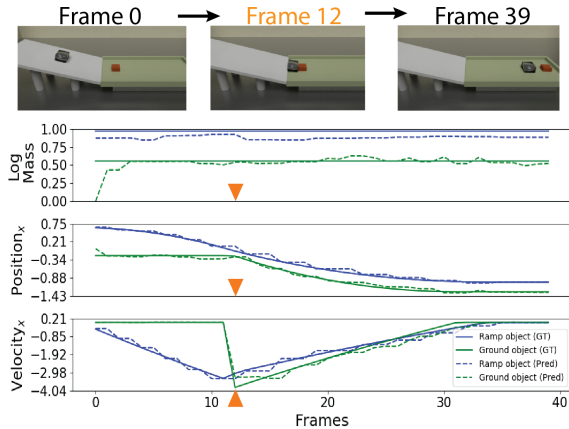 Frame 0
Frame 12
Frame 39
Log
Mass
1.00
0.75
0.50
0.25
0.00
Position x
0.75
0.21
−0.34
−0.88
−1.43
Velocity x
0.21
−0.85
−1.92
−2.98
−4.04
Ramp object (GT)
Ground object (GT)
Ramp object (Pred)
Ground object (Pred)
0 10 20 30 40
Frames